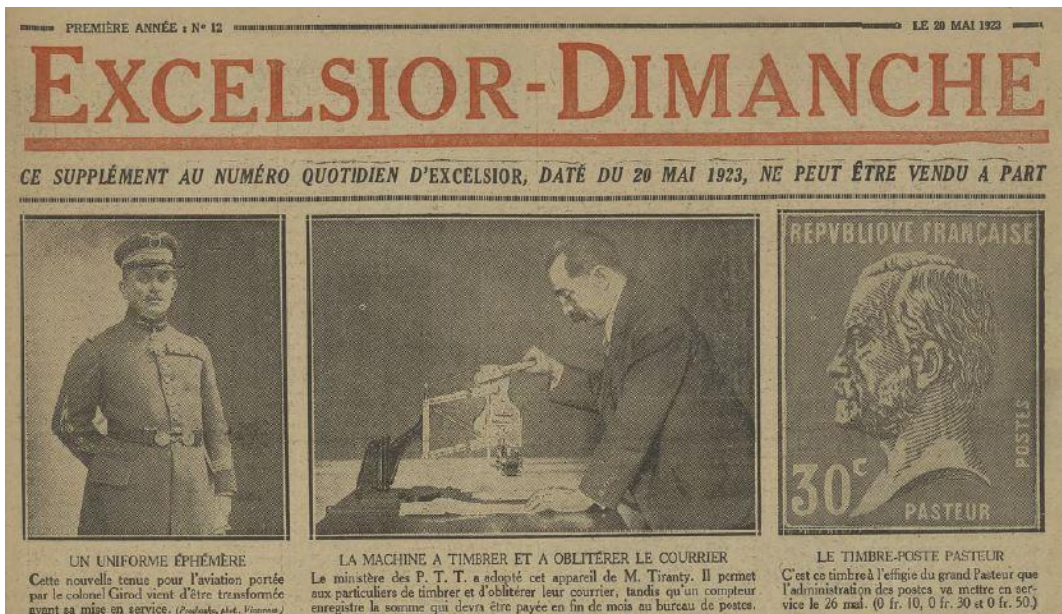 PREMIÈRE ANNÉE : N° 12
LE 20 MAI 1923
EXCELSIOR-DIMANCHE
CE SUPPLÉMENT AU NUMÉRO QUOTIDIEN D'EXCELSIOR, DATÉ DU 20 MAI 1923, NE PEUT ÊTRE VENDU A PART
REPVBLIQVE FRANÇAISE
POSTES
30c
PASTEUR
UN UNIFORME ÉPHÉMÈRE
Cette nouvelle tenue pour l'aviation portée
par le colonel Girod vient d'être transformée
avant sa mise en service.
LA MACHINE A TIMBRER ET A OBLITÉRER LE COURRIER
Le ministère des P. T. T. a adopté cet appareil de M. Tiranty. Il permet
aux particuliers de timbrer et d'oblitérer leur courrier, tandis qu'un compteur
enregistre la somme qui devra être payée en fin de mois au bureau de postes.
LE TIMBRE-POSTE PASTEUR
C'est ce timbre à l'effigie du grand Pasteur que
l'administration des postes va mettre en ser-
vice le 26 mai. (0 fr. 10, 0 fr. 30 et 0 fr. 50.)